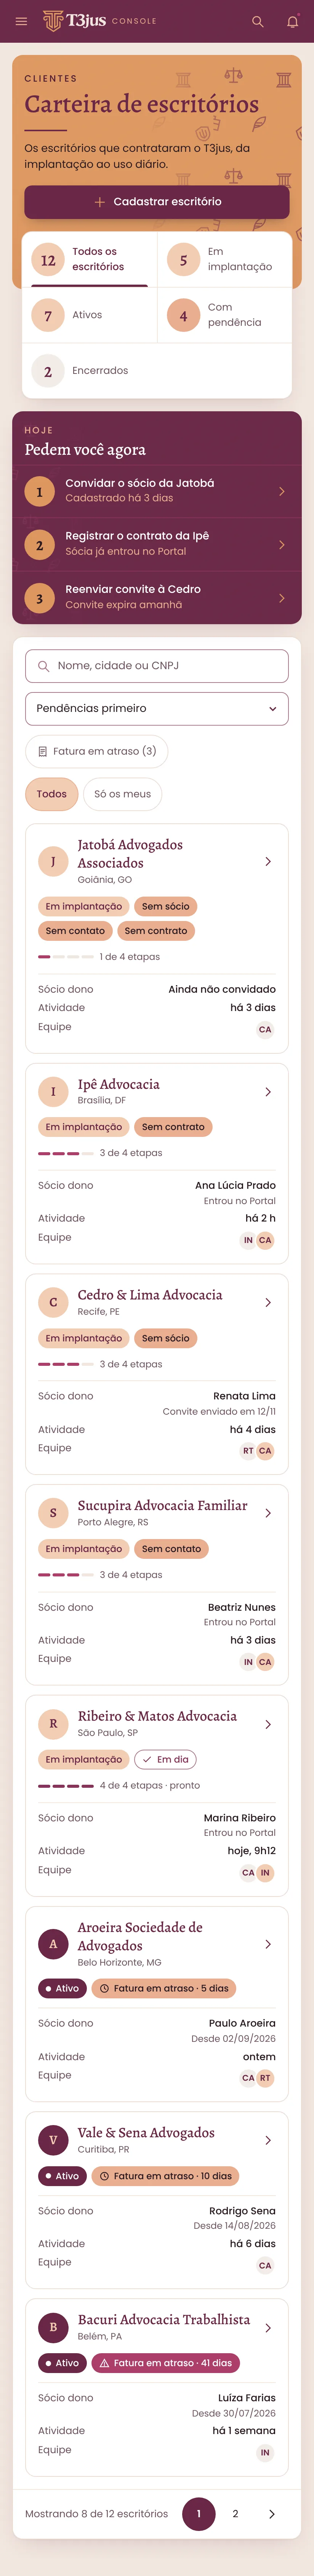 T3jus CONSOLE
CLIENTES
Carteira de escritórios
Os escritórios que contrataram o T3jus, da
implantação ao uso diário.
Cadastrar escritório
12 Todos os
escritórios
5 Em
implantação
7 Ativos
4 Com
pendência
2 Encerrados
HOJE
Pedem você agora
1 Convidar o sócio da Jatobá
Cadastrado há 3 dias
2 Registrar o contrato da Ipê
Sócia já entrou no Portal
3 Reenviar convite à Cedro
Convite expira amanhã
Nome, cidade ou CNPJ
Pendências primeiro
Fatura em atraso (3)
Todos Só os meus
J Jatobá Advogados
Associados
Goiânia, GO
Em implantação Sem sócio
Sem contato Sem contrato
1 de 4 etapas
Sócio dono Ainda não convidado
Atividade há 3 dias
Equipe CA
I Ipê Advocacia
Brasília, DF
Em implantação Sem contrato
3 de 4 etapas
Sócio dono Ana Lúcia Prado
Entrou no Portal
Atividade há 2 h
Equipe IN CA
C Cedro & Lima Advocacia
Recife, PE
Em implantação Sem sócio
3 de 4 etapas
Sócio dono Renata Lima
Convite enviado em 12/11
Atividade há 4 dias
Equipe RT CA
S Sucupira Advocacia Familiar
Porto Alegre, RS
Em implantação Sem contato
3 de 4 etapas
Sócio dono Beatriz Nunes
Entrou no Portal
Atividade há 3 dias
Equipe IN CA
R Ribeiro & Matos Advocacia
São Paulo, SP
Em implantação Em dia
4 de 4 etapas · pronto
Sócio dono Marina Ribeiro
Entrou no Portal
Atividade hoje, 9h12
Equipe CA IN
A Aroeira Sociedade de
Advogados
Belo Horizonte, MG
Ativo Fatura em atraso · 5 dias
Sócio dono Paulo Aroeira
Desde 02/09/2026
Atividade ontem
Equipe CA RT
V Vale & Sena Advogados
Curitiba, PR
Ativo Fatura em atraso · 10 dias
Sócio dono Rodrigo Sena
Desde 14/08/2026
Atividade há 6 dias
Equipe CA
B Bacuri Advocacia Trabalhista
Belém, PA
Ativo Fatura em atraso · 41 dias
Sócio dono Luíza Farias
Desde 30/07/2026
Atividade há 1 semana
Equipe IN
Mostrando 8 de 12 escritórios 1 2